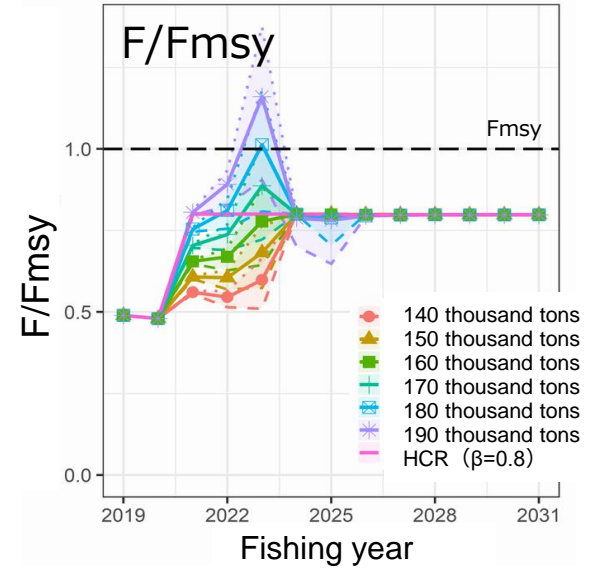 F/Fmsy
Fmsy
1.0
0.5
0.0
F/Fmsy
140 thousand tons
150 thousand tons
160 thousand tons
170 thousand tons
180 thousand tons
190 thousand tons
HCR（β=0.8）
2019 2022 2025 2028 2031
Fishing year